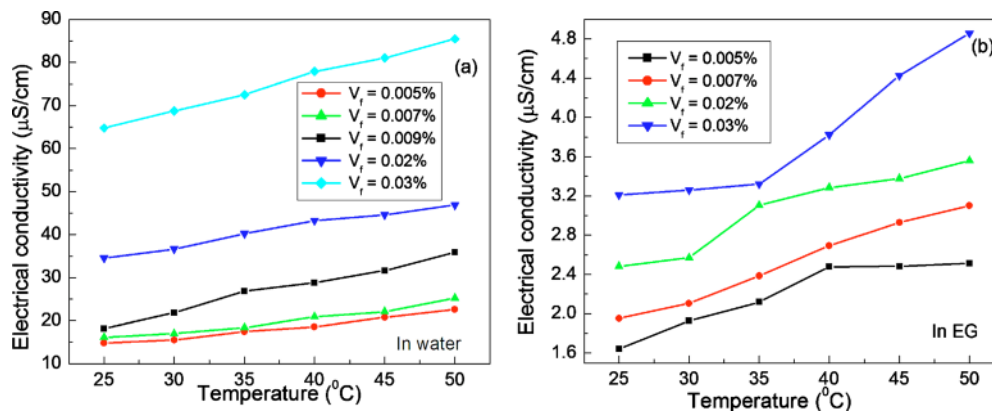 (a)
Electrical conductivity (μS/cm)
90
80
70
60
50
40
30
20
10
V_f = 0.005%
V_f = 0.007%
V_f = 0.009%
V_f = 0.02%
V_f = 0.03%
In water
25 30 35 40 45 50
Temperature (⁰C)
(b)
Electrical conductivity (μS/cm)
4.8
4.4
4.0
3.6
3.2
2.8
2.4
2.0
1.6
V_f = 0.005%
V_f = 0.007%
V_f = 0.02%
V_f = 0.03%
In EG
25 30 35 40 45 50
Temperature (⁰C)